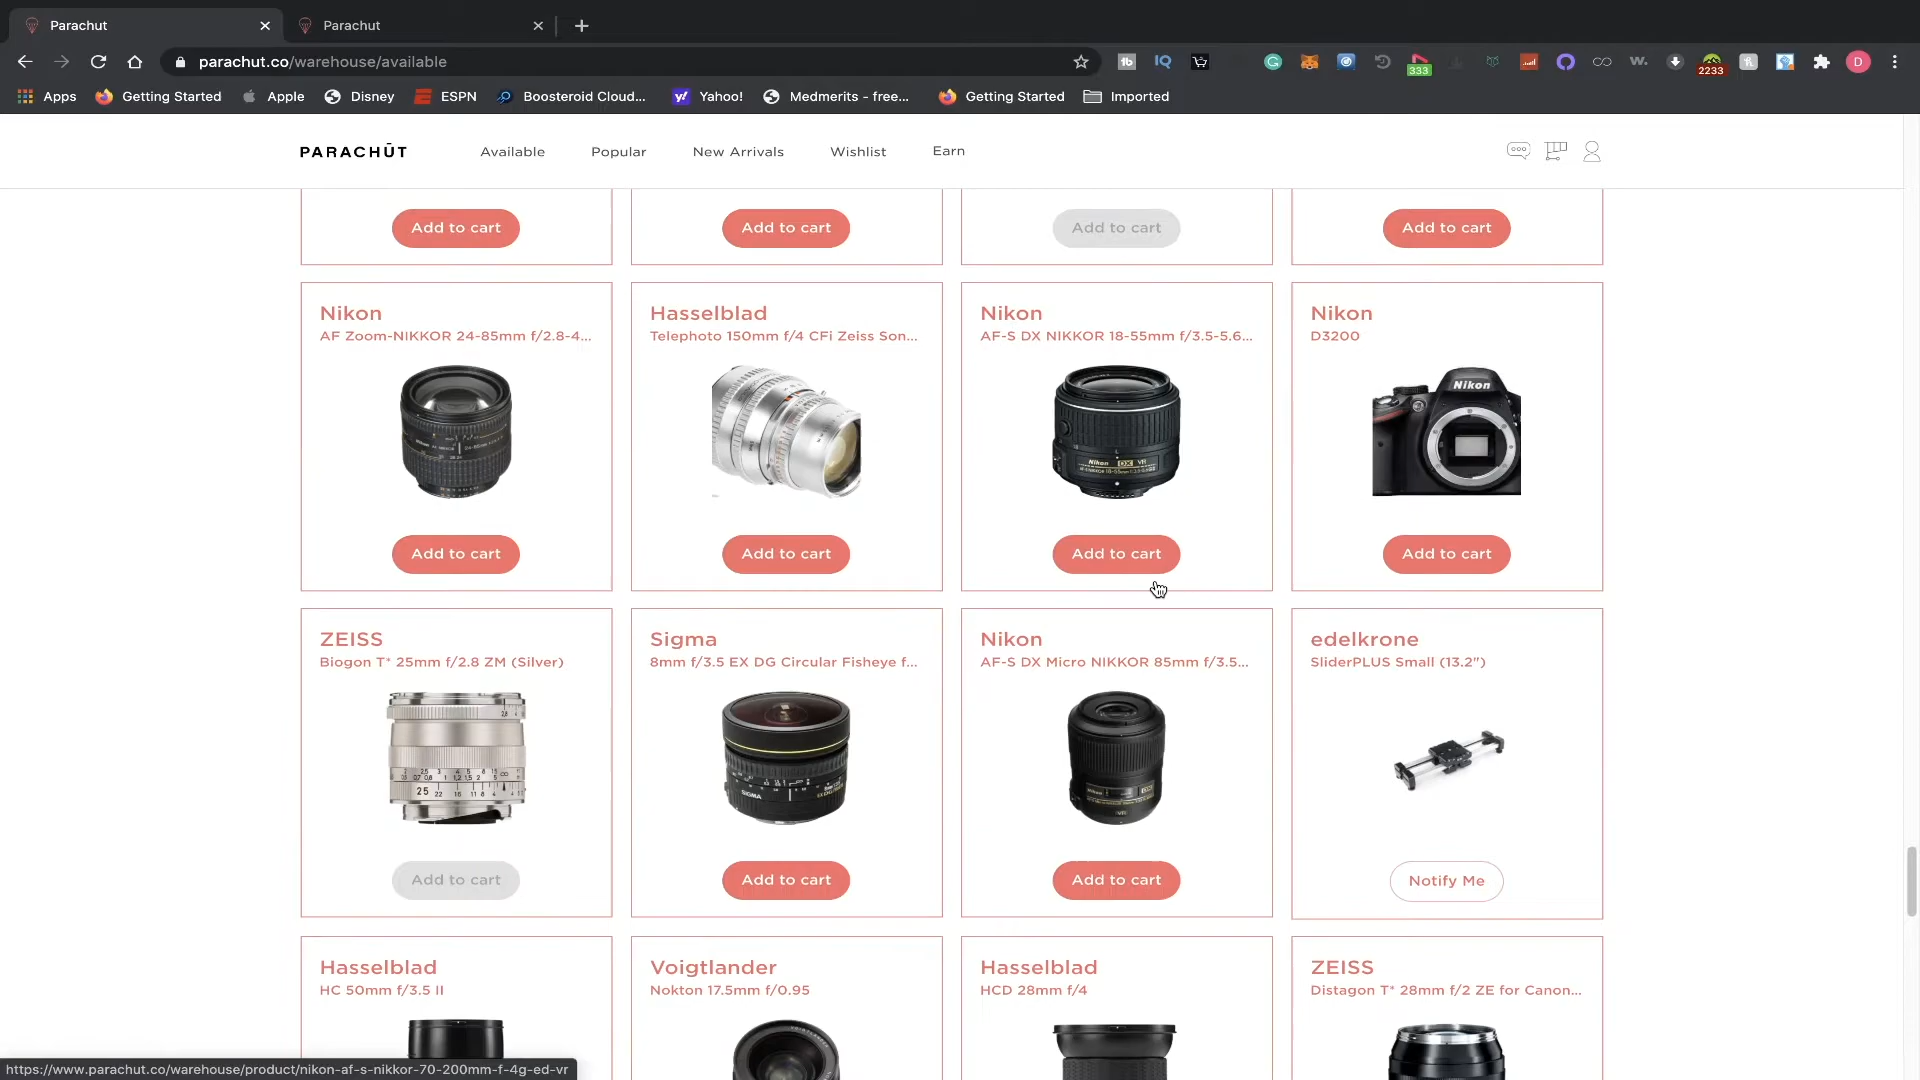 Parachut
Parachut
parachut.co/warehouse/available
333
2233
D
Apps
Getting Started
Apple
Disney
ESPN
Boosteroid Cloud...
Yahoo!
Medmerits - free...
Getting Started
Imported
PARACHŪT
Available
Popular
New Arrivals
Wishlist
Earn
Add to cart
Add to cart
Add to cart
Add to cart
Nikon
AF Zoom-NIKKOR 24-85mm f/2.8-4...
Add to cart
Hasselblad
Telephoto 150mm f/4 CFi Zeiss Son...
Add to cart
Nikon
AF-S DX NIKKOR 18-55mm f/3.5-5.6...
Add to cart
Nikon
D3200
Nikon
Add to cart
ZEISS
Biogon T* 25mm f/2.8 ZM (Silver)
Add to cart
Sigma
8mm f/3.5 EX DG Circular Fisheye f...
SIGMA
Add to cart
Nikon
AF-S DX Micro NIKKOR 85mm f/3.5...
Add to cart
edelkrone
SliderPLUS Small (13.2")
Notify Me
Hasselblad
HC 50mm f/3.5 II
Voigtlander
Nokton 17.5mm f/0.95
Hasselblad
HCD 28mm f/4
ZEISS
Distagon T* 28mm f/2 ZE for Canon...
https://www.parachut.co/warehouse/product/nikon-af-s-nikkor-70-200mm-f-4g-ed-vr